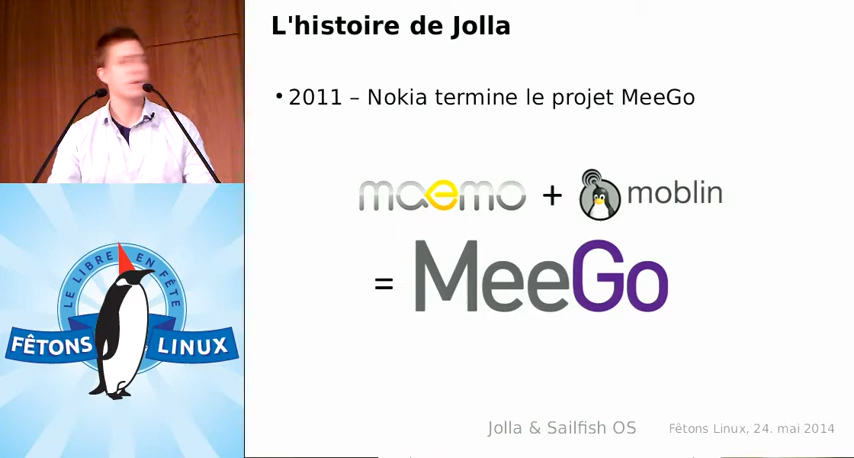 L'histoire de Jolla
• 2011 – Nokia termine le projet MeeGo
maemo + moblin
= MeeGo
LE LIBRE EN FÊTE
FÊTONS LINUX
Jolla & Sailfish OS
Fêtons Linux, 24. mai 2014